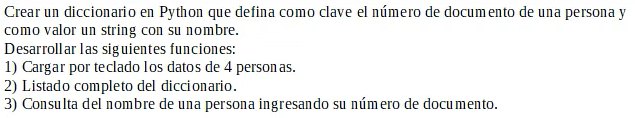 Crear un diccionario en Python que defina como clave el número de documento de una persona y
como valor un string con su nombre.
Desarrollar las siguientes funciones:
1) Cargar por teclado los datos de 4 personas.
2) Listado completo del diccionario.
3) Consulta del nombre de una persona ingresando su número de documento.